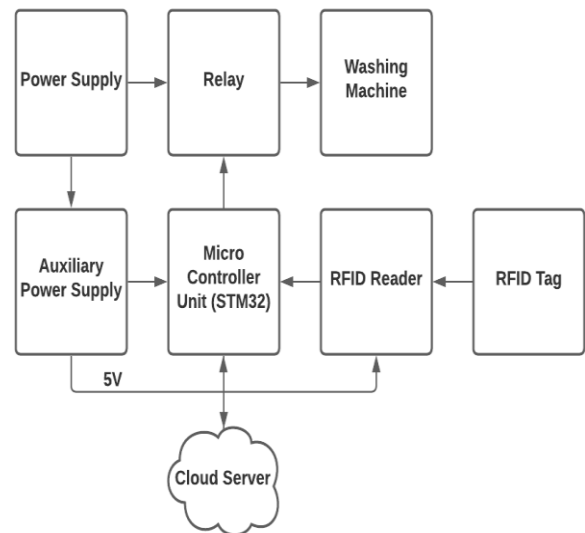 Power Supply
Relay
Washing
Machine
Auxiliary
Power Supply
Micro
Controller
Unit (STM32)
RFID Reader
RFID Tag
5V
Cloud Server